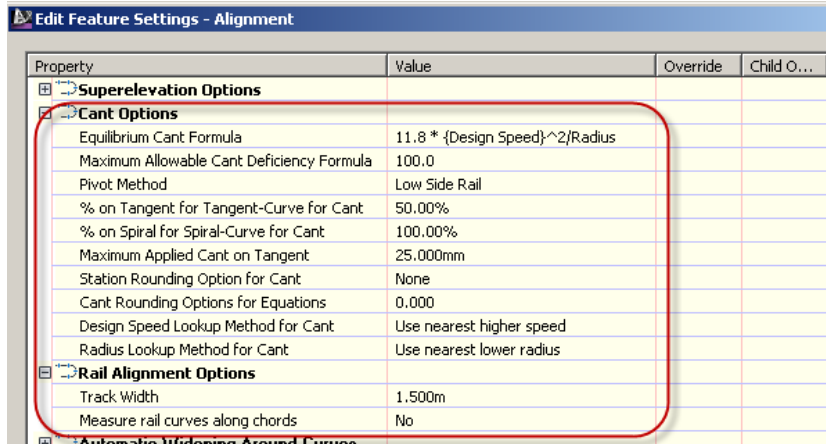 Edit Feature Settings - Alignment
Property Value Override Child O...
Superelevation Options
Cant Options
Equilibrium Cant Formula 11.8 * {Design Speed}^2/Radius
Maximum Allowable Cant Deficiency Formula 100.0
Pivot Method Low Side Rail
% on Tangent for Tangent-Curve for Cant 50.00%
% on Spiral for Spiral-Curve for Cant 100.00%
Maximum Applied Cant on Tangent 25.000mm
Station Rounding Option for Cant None
Cant Rounding Options for Equations 0.000
Design Speed Lookup Method for Cant Use nearest higher speed
Radius Lookup Method for Cant Use nearest lower radius
Rail Alignment Options
Track Width 1.500m
Measure rail curves along chords No
Automatic Widening Around Curves